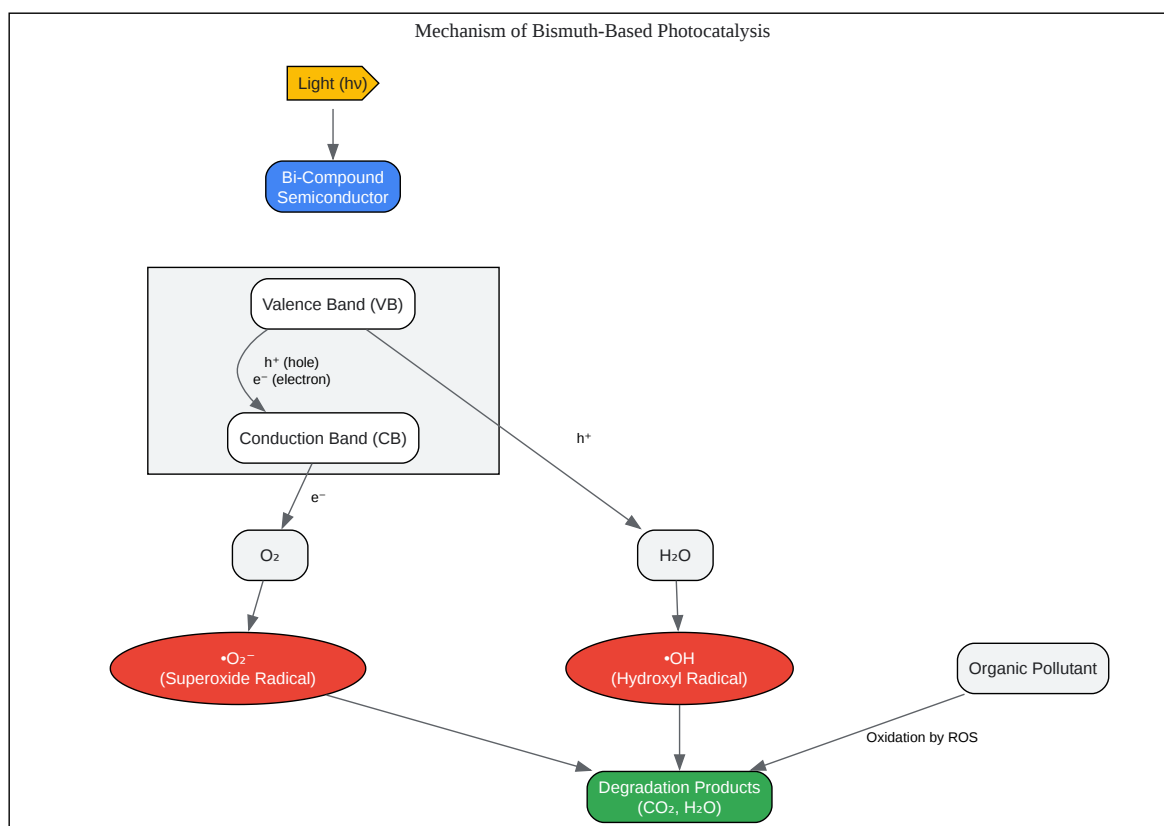 Mechanism of Bismuth-Based Photocatalysis
Light (hν)
Bi-Compound
Semiconductor
Valence Band (VB)
h⁺ (hole)
e⁻ (electron)
Conduction Band (CB)
h⁺
e⁻
O₂
H₂O
•O₂⁻
(Superoxide Radical)
•OH
(Hydroxyl Radical)
Organic Pollutant
Oxidation by ROS
Degradation Products
(CO₂, H₂O)